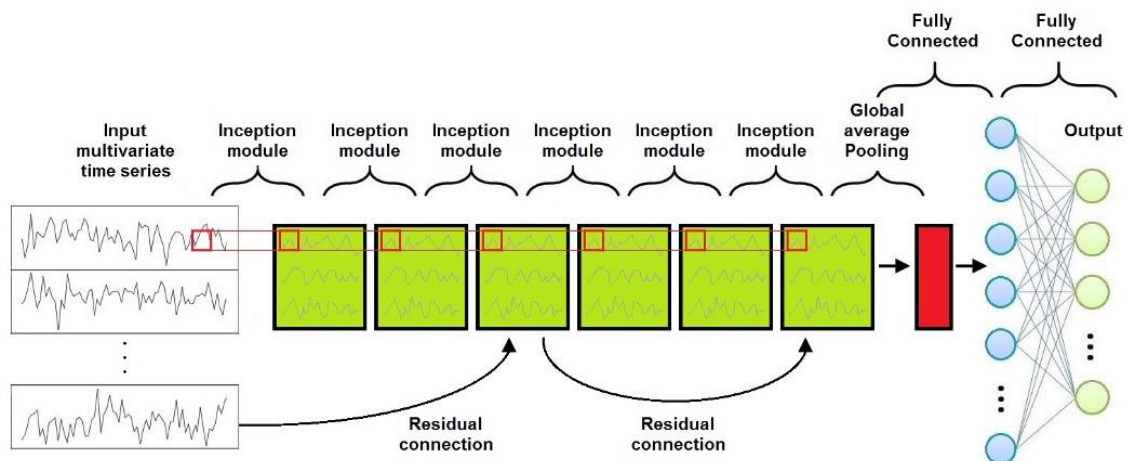 Fully
Connected
Fully
Connected
Input
multivariate
time series
Inception
module
Inception
module
Inception
module
Inception
module
Inception
module
Inception
module
Global
average
Pooling
Output
Residual
connection
Residual
connection